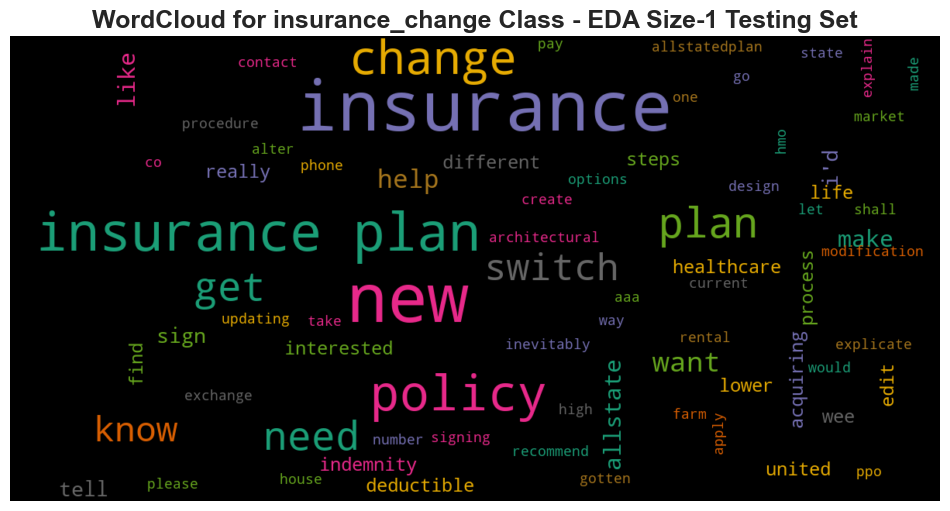 WordCloud for insurance_change Class - EDA Size-1 Testing Set
change
pay
allstatedplan
state
explain
made
like
contact
go
one
insurance
market
procedure
hmo
alter
co
really
phone
different
steps
i'd
help
options
design
life
create
let
shall
insurance plan
architectural
plan
make
modification
switch
healthcare
process
get
current
new
aaa
updating
take
way
sign
interested
inevitably
rental
explicate
find
want
acquiring
would
allstate
lower
edit
exchange
policy
high
farm
apply
wee
know
need
number
signing
recommend
indemnity
united
ppo
tell
please
house
deductible
gotten